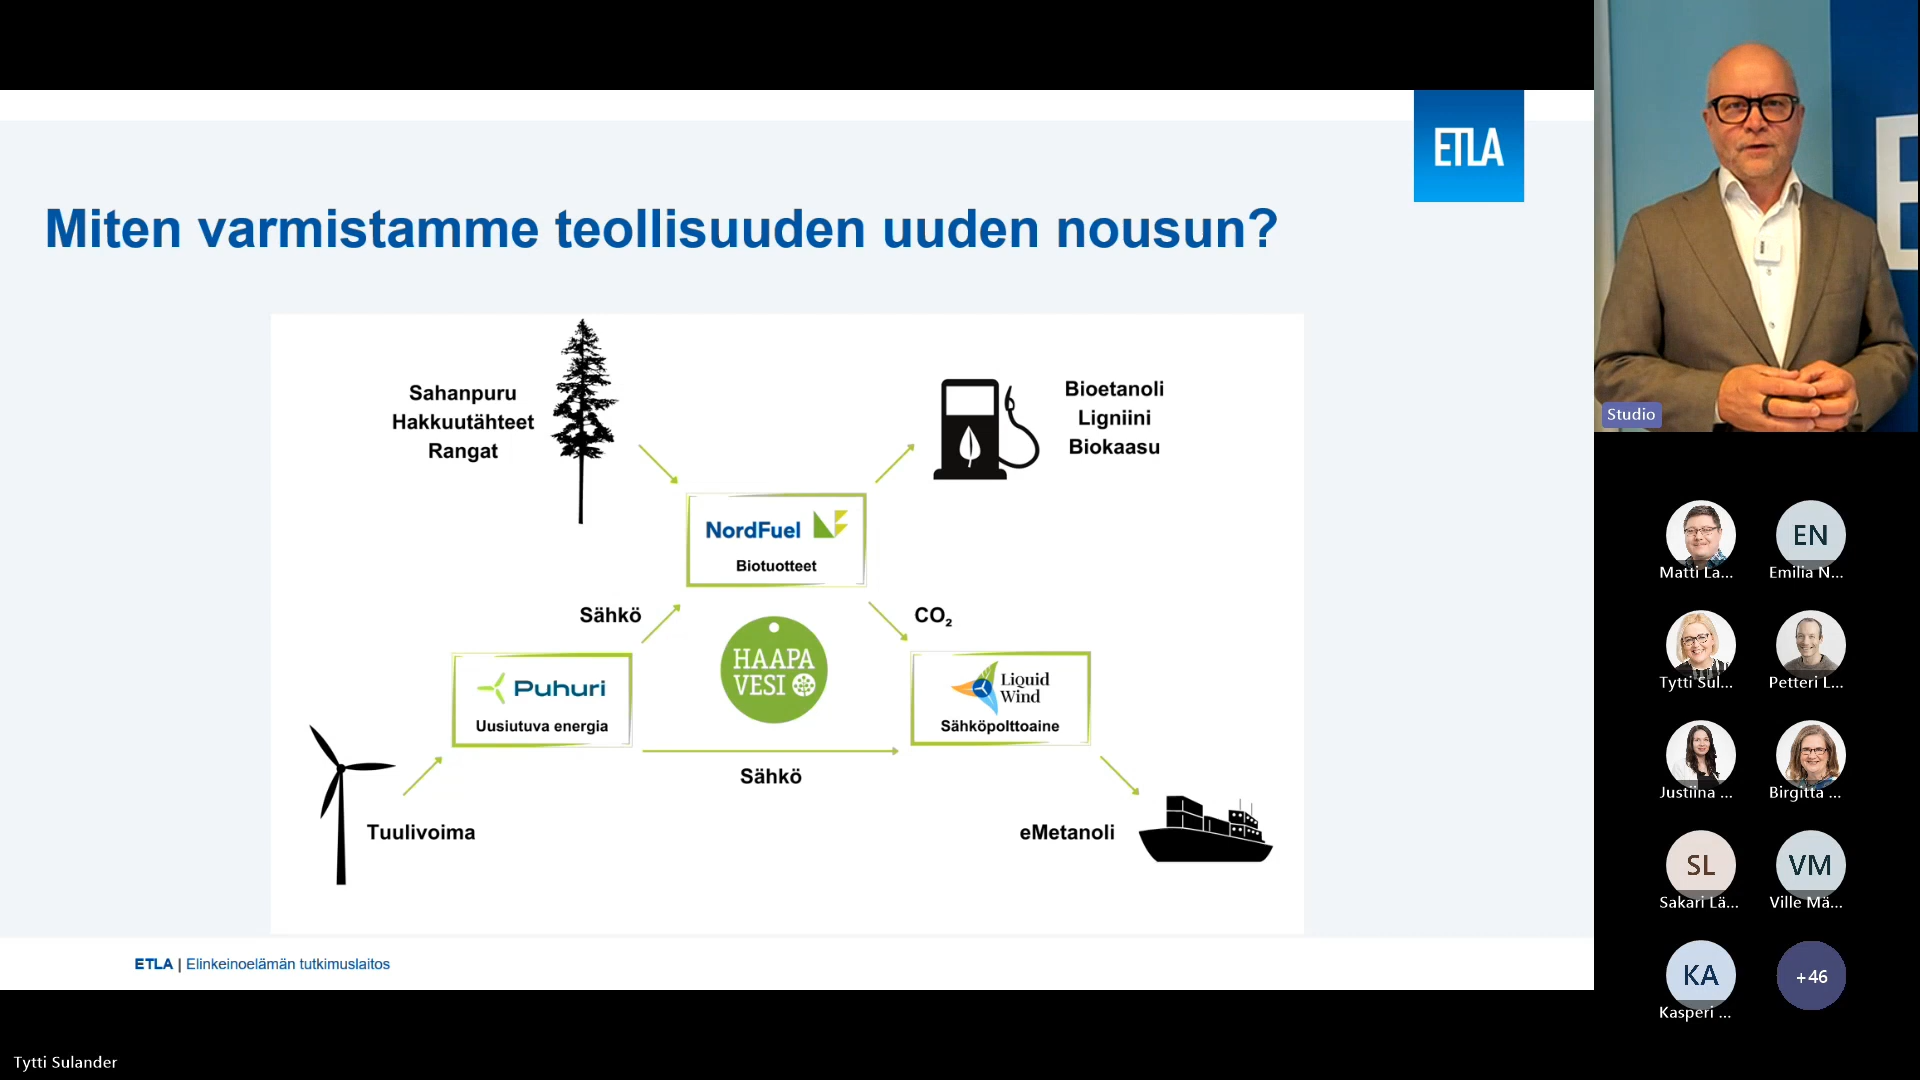 ETLA
Miten varmistamme teollisuuden uuden nousun?
Sahanpuru
Hakkuutähteet
Rangat
Bioetanoli
Ligniini
Biokaasu
NordFuel
Biotuotteet
Sähkö
CO₂
HAAPA
VESI
Puhuri
Uusiutuva energia
Liquid
Wind
Sähköpolttoaine
Sähkö
Tuulivoima
eMetanoli
ETLA | Elinkeinoelämän tutkimuslaitos
Tytti Sulander
E
Studio
Matti La...
EN
Emilia N...
Tytti Sul...
Petteri L...
Justiina ...
Birgitta ...
SL
Sakari Lä...
VM
Ville Mä...
KA
Kasperi ...
+46